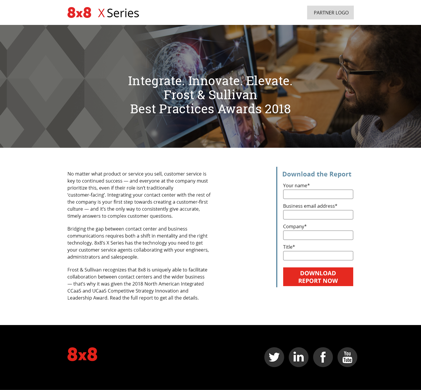 8x8 X Series
PARTNER LOGO
Integrate. Innovate. Elevate.
Frost & Sullivan
Best Practices Awards 2018
No matter what product or service you sell, customer service is
key to continued success — and everyone at the company must
prioritize this, even if their role isn't traditionally
'customer-facing'. Integrating your contact center with the rest of
the company is your first step towards creating a customer-first
culture — and it's the only way to consistently give accurate,
timely answers to complex customer questions.
Bridging the gap between contact center and business
communications requires both a shift in mentality and the right
technology. 8x8's X Series has the technology you need to get
your customer service agents collaborating with your engineers,
administrators and salespeople.
Frost & Sullivan recognizes that 8x8 is uniquely able to facilitate
collaboration between contact centers and the wider business
— that's why it was given the 2018 North American Integrated
CCaaS and UCaaS Competitive Strategy Innovation and
Leadership Award. Read the full report to get all the details.
Download the Report
Your name*
Business email address*
Company*
Title*
DOWNLOAD
REPORT NOW
8x8
in
f
You
Tube